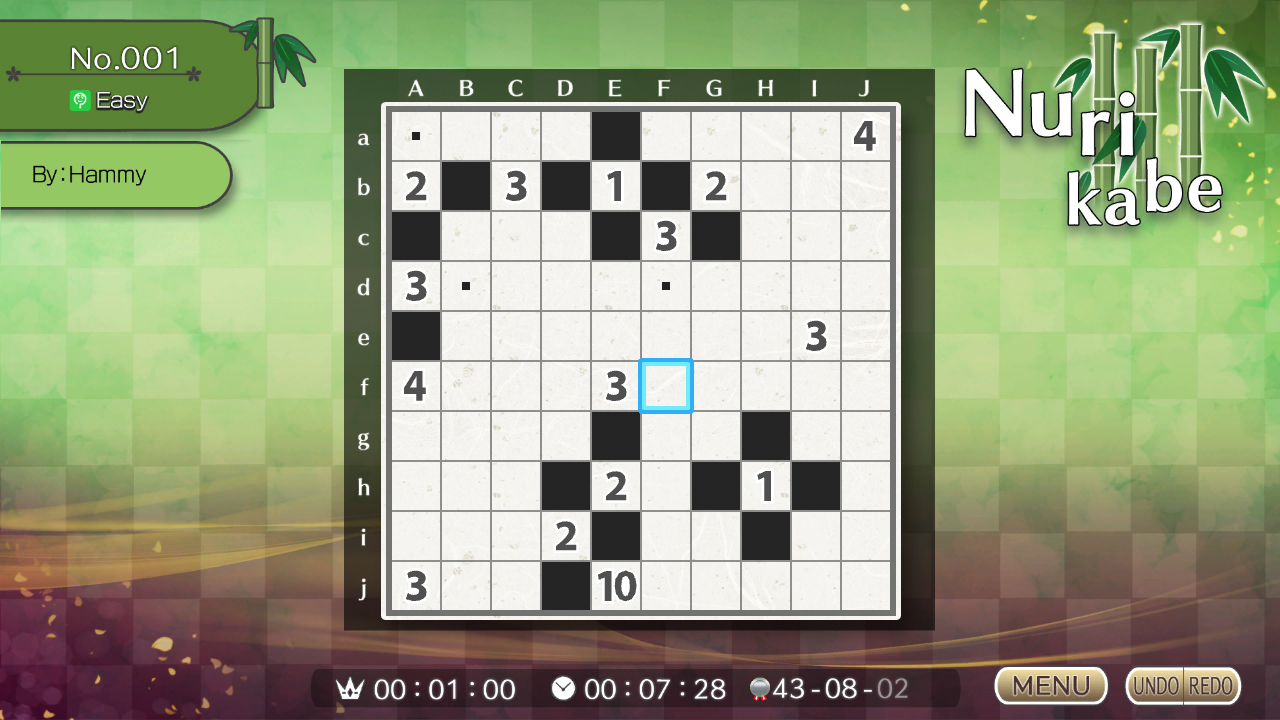 No.001
Easy
By:Hammy
Nuri
kabe
A B C D E F G H I J
a 4
b 2 3 1 2
c 3
d 3
e 3
f 4 3
g
h 2 1
i 2
j 3 10
00:01:00 00:07:28 43-08-02
MENU UNDO REDO